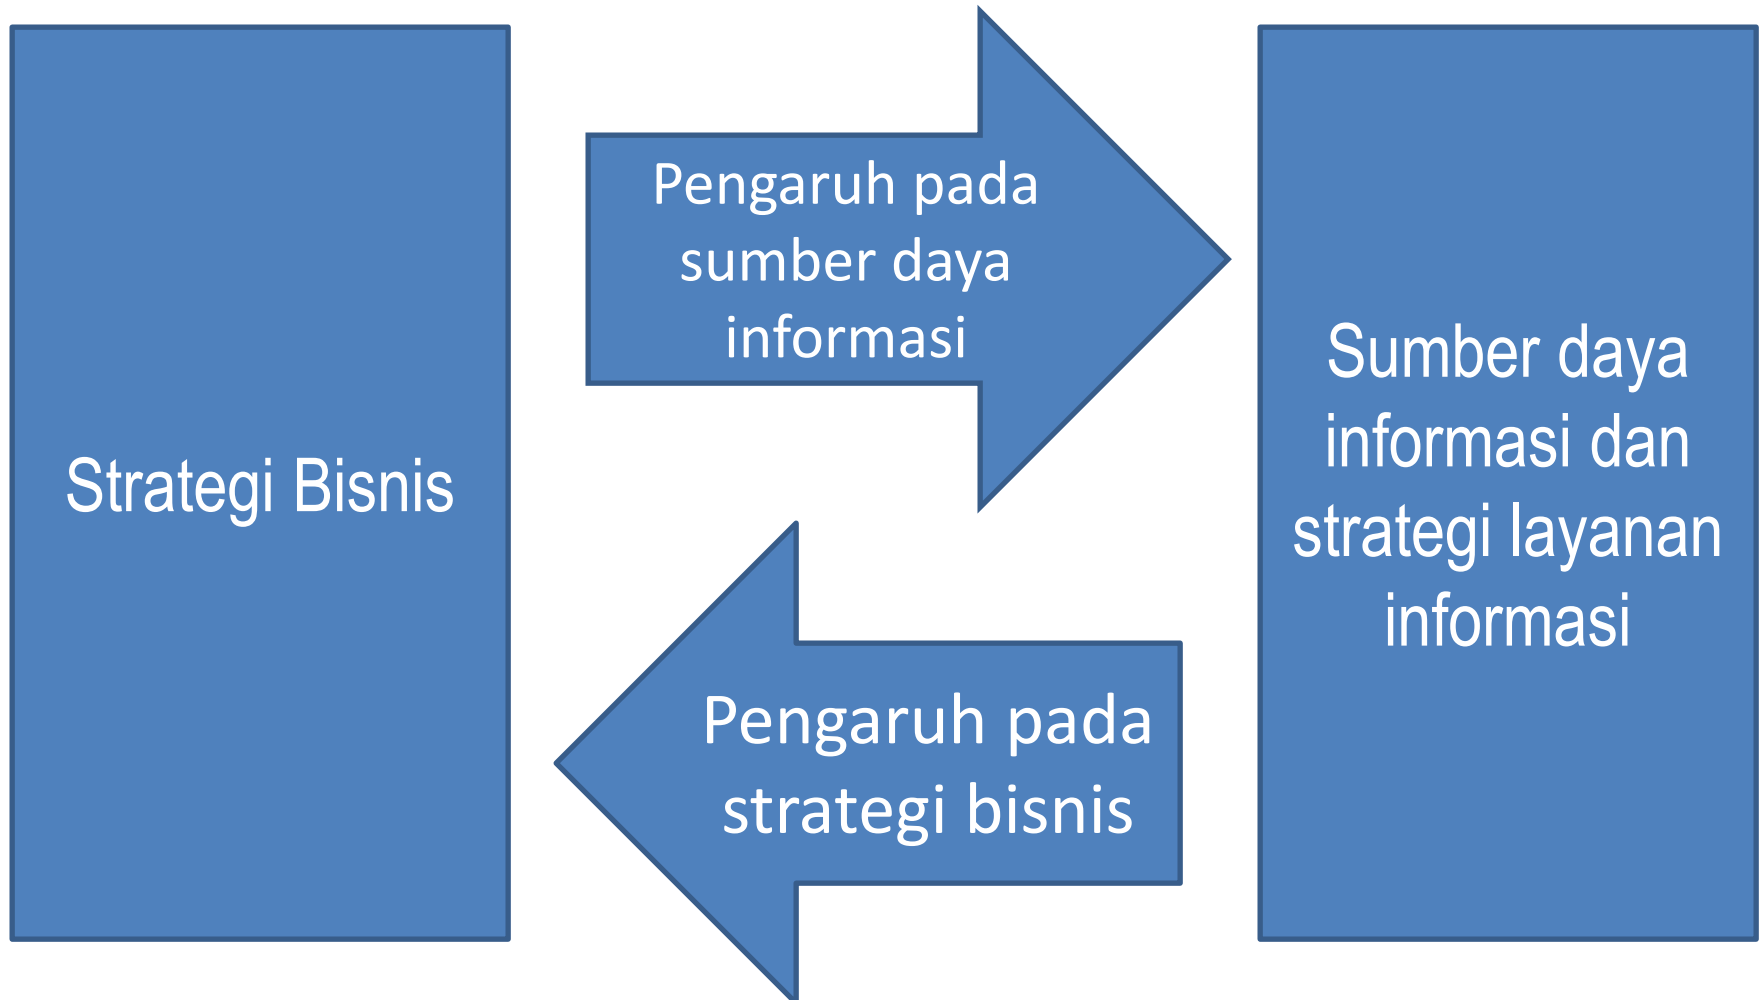 Strategi Bisnis
Pengaruh pada
sumber daya
informasi
Pengaruh pada
strategi bisnis
Sumber daya
informasi dan
strategi layanan
informasi